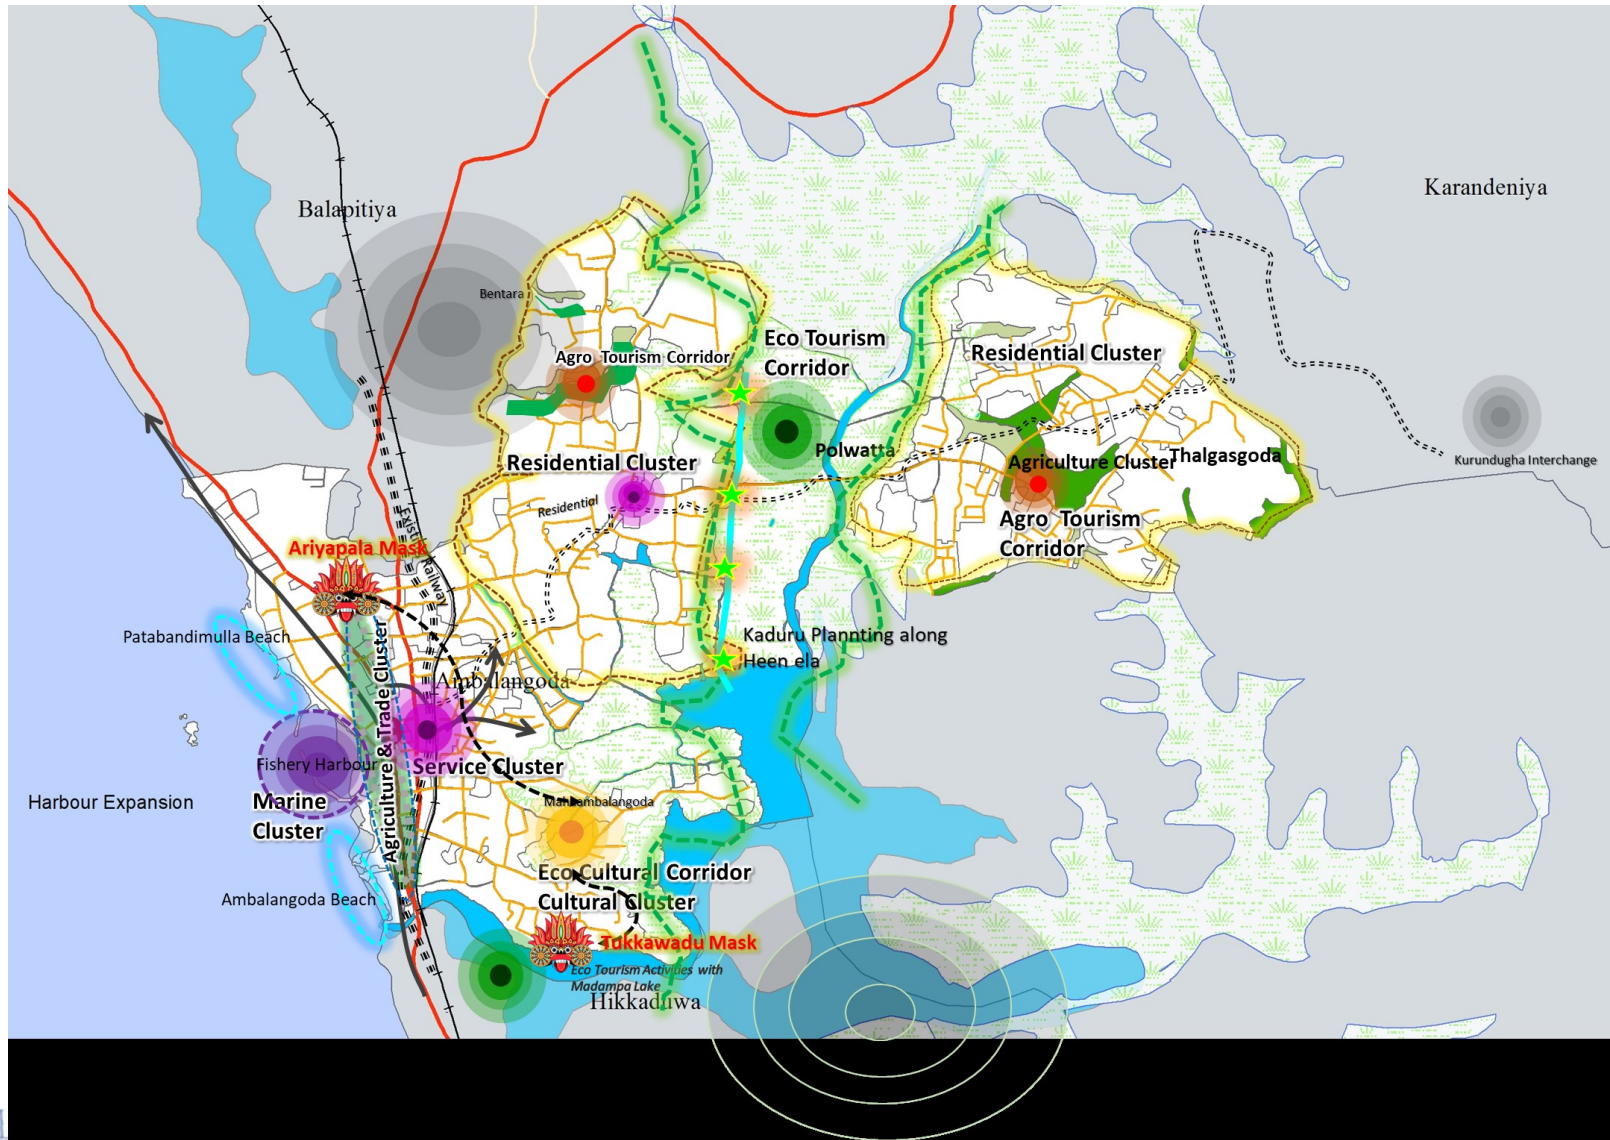 Karandeniya
Balapitiya
Bentara
Eco Tourism
Corridor
Residential Cluster
Agro Tourism Corridor
Polwatta
Thalgasgoda
Agriculture Cluster
Kurundugha Interchange
Residential Cluster
Residential
Agro Tourism
Corridor
Ariyapala Mask
Railway
Patabandimulla Beach
Kaduru Plannting along
Heen ela
Agriculture & Trade Cluster
Ambalangoda
Fishery Harbour
Service Cluster
Harbour Expansion
Marine
Cluster
Eco Cultural Corridor
Cultural Cluster
Ambalangoda Beach
Tukkawadu Mask
Eco Tourism Activities with
Madampa Lake
Hikkaduwa